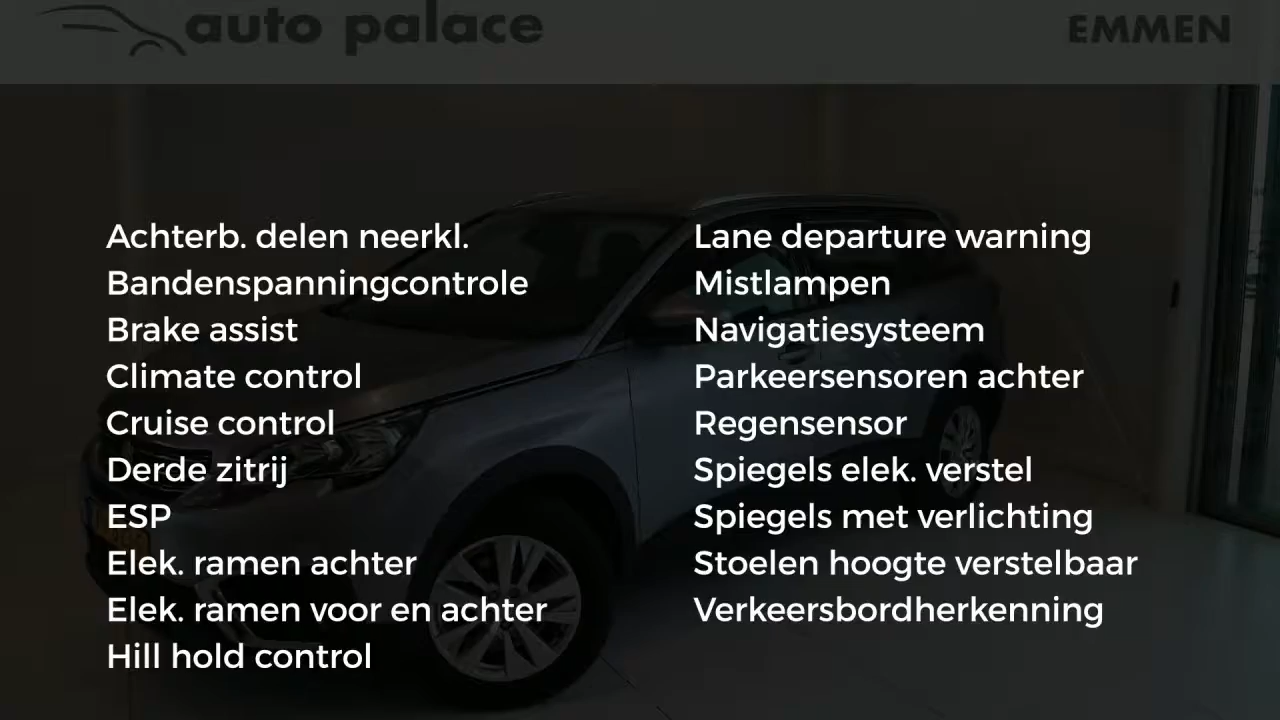 auto palace
EMMEN
Achterb. delen neerkl.
Bandenspanningcontrole
Brake assist
Climate control
Cruise control
Derde zitrij
ESP
Elek. ramen achter
Elek. ramen voor en achter
Hill hold control
Lane departure warning
Mistlampen
Navigatiesysteem
Parkeersensoren achter
Regensensor
Spiegels elek. verstel
Spiegels met verlichting
Stoelen hoogte verstelbaar
Verkeersbordherkenning